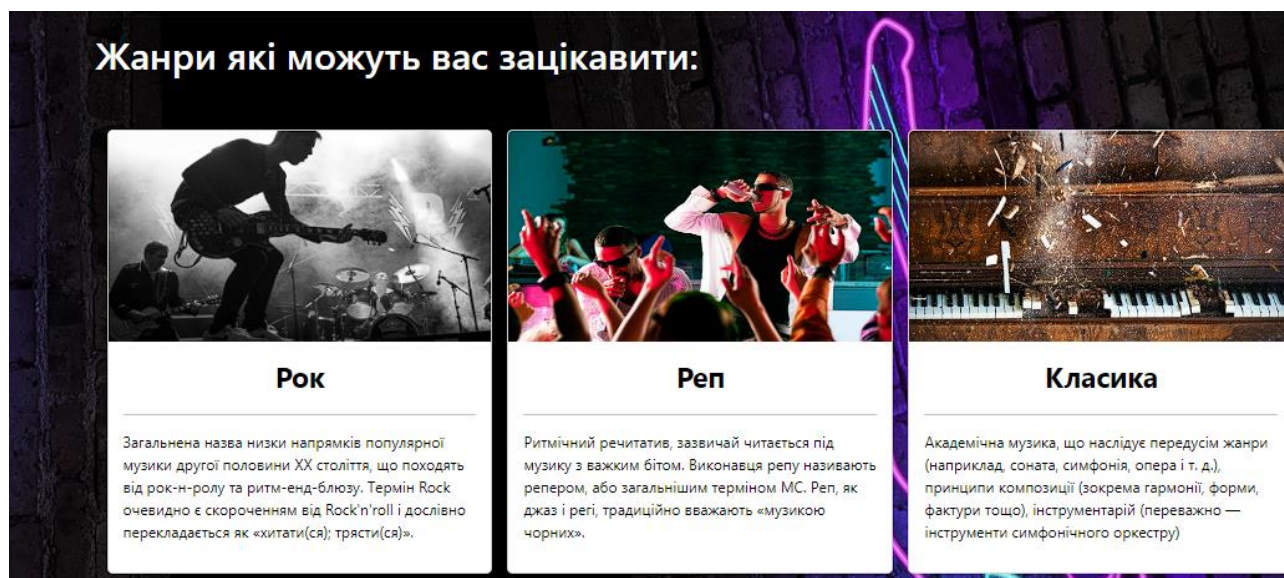 Жанри які можуть вас зацікавити:
Рок
Загальнена назва низки напрямків популярної
музики другої половини XX століття, що походять
від рок-н-ролу та ритм-енд-блюзу. Термін Rock
очевидно є скороченням від Rock'n'roll і дослівно
перекладається як «хитати(ся); трясти(ся)».
Реп
Ритмічний речитатив, зазвичай читається під
музику з важким бітом. Виконавця репу називають
репером, або загальнішим терміном МС. Реп, як
джаз і регі, традиційно вважають «музикою
чорних».
Класика
Академічна музика, що наслідує передусім жанри
(наприклад, соната, симфонія, опера і т. д.),
принципи композиції (зокрема гармонії, форми,
фактури тощо), інструментарій (переважно —
інструменти симфонічного оркестру)